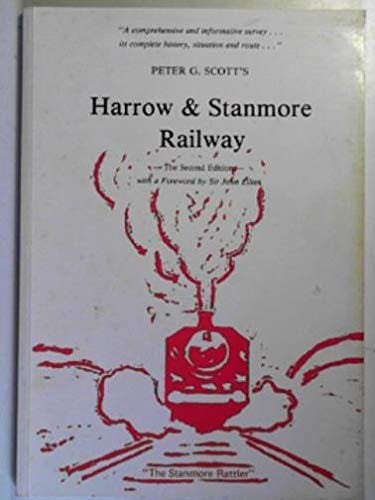 "A comprehensive and informative survey . . .
its complete history, situation and route . . ."
PETER G. SCOTT'S
Harrow & Stanmore
Railway
—The Second Edition—
with a Foreword by Sir John Elliot
"The Stanmore Rattler"